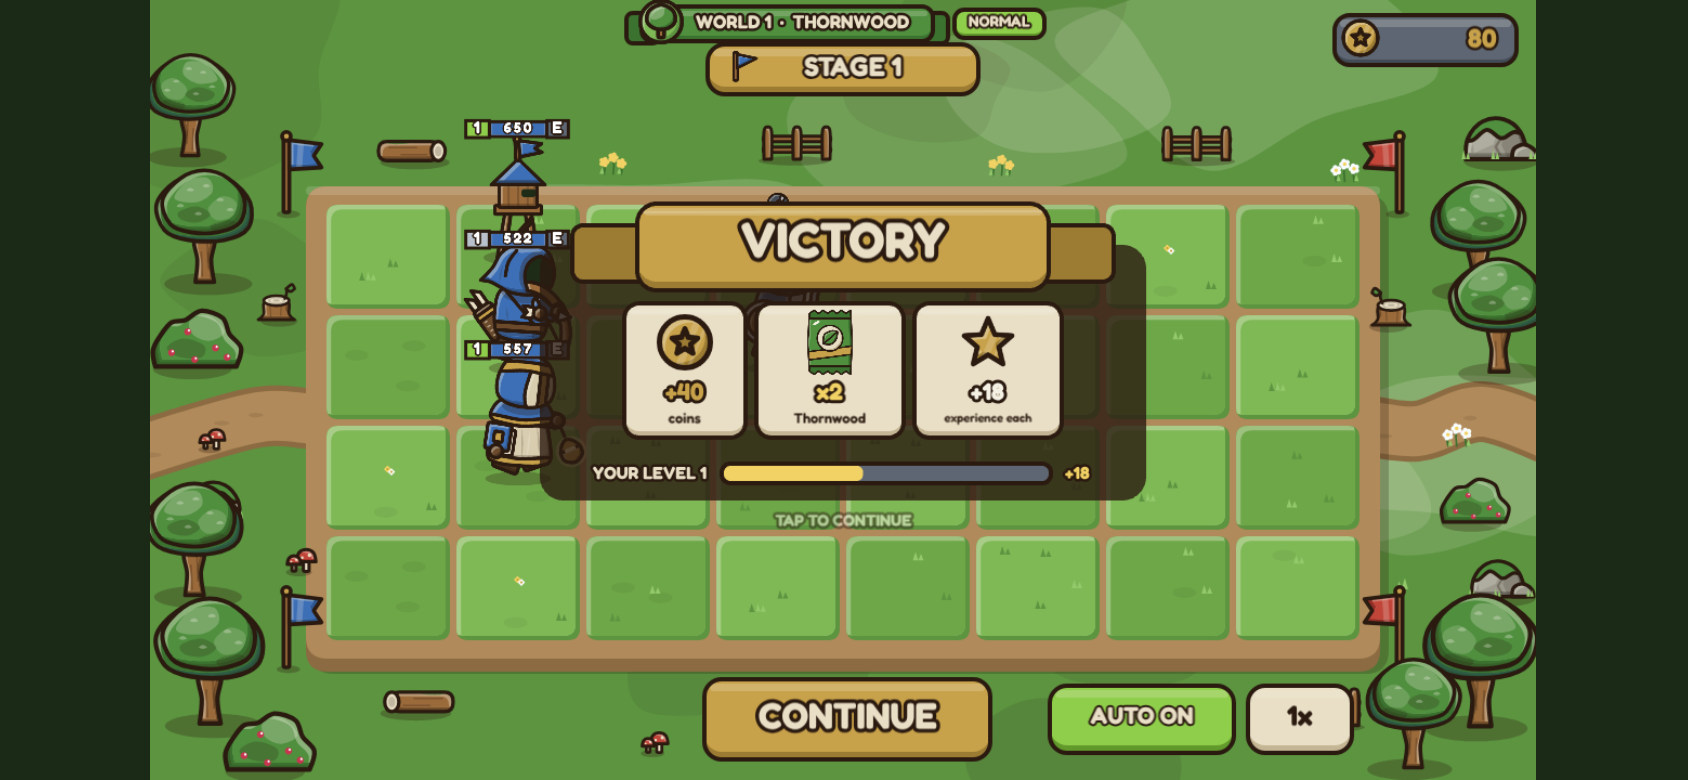 WORLD 1 · THORNWOOD
NORMAL
80
STAGE 1
1 650 E
1 522 E
1 557 E
VICTORY
+40
coins
x2
Thornwood
+18
experience each
YOUR LEVEL 1
+18
TAP TO CONTINUE
CONTINUE
AUTO ON
1x